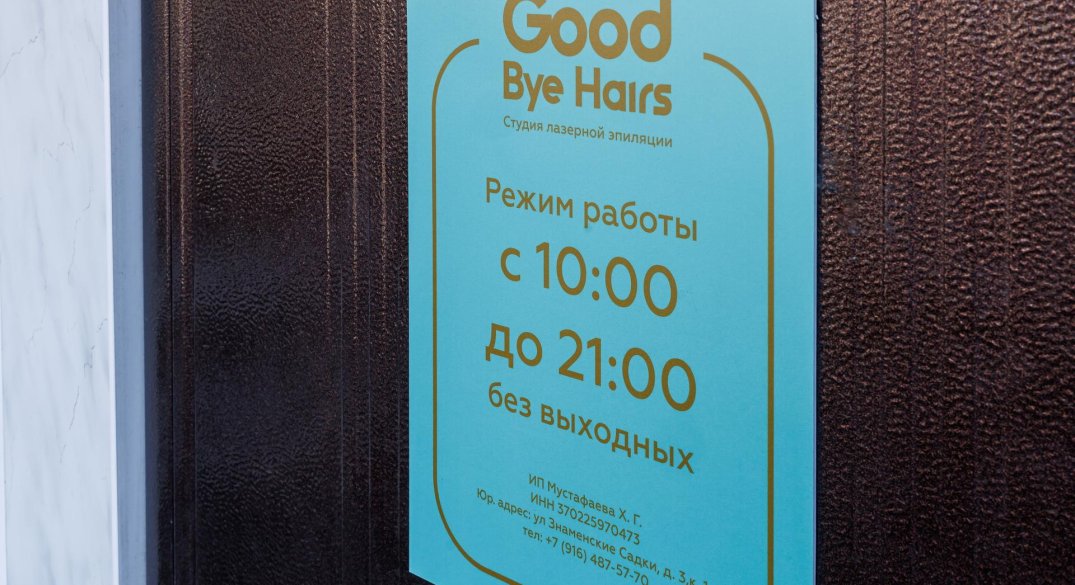 Good
Bye Hairs
Студия лазерной эпиляции
Режим работы
с 10:00
до 21:00
без выходных
ИП Мустафаева Х. Г.
ИНН 370225970473
Юр. адрес: ул Знаменские Садки, д. 3,к.
тел: +7 (916) 487-57-70